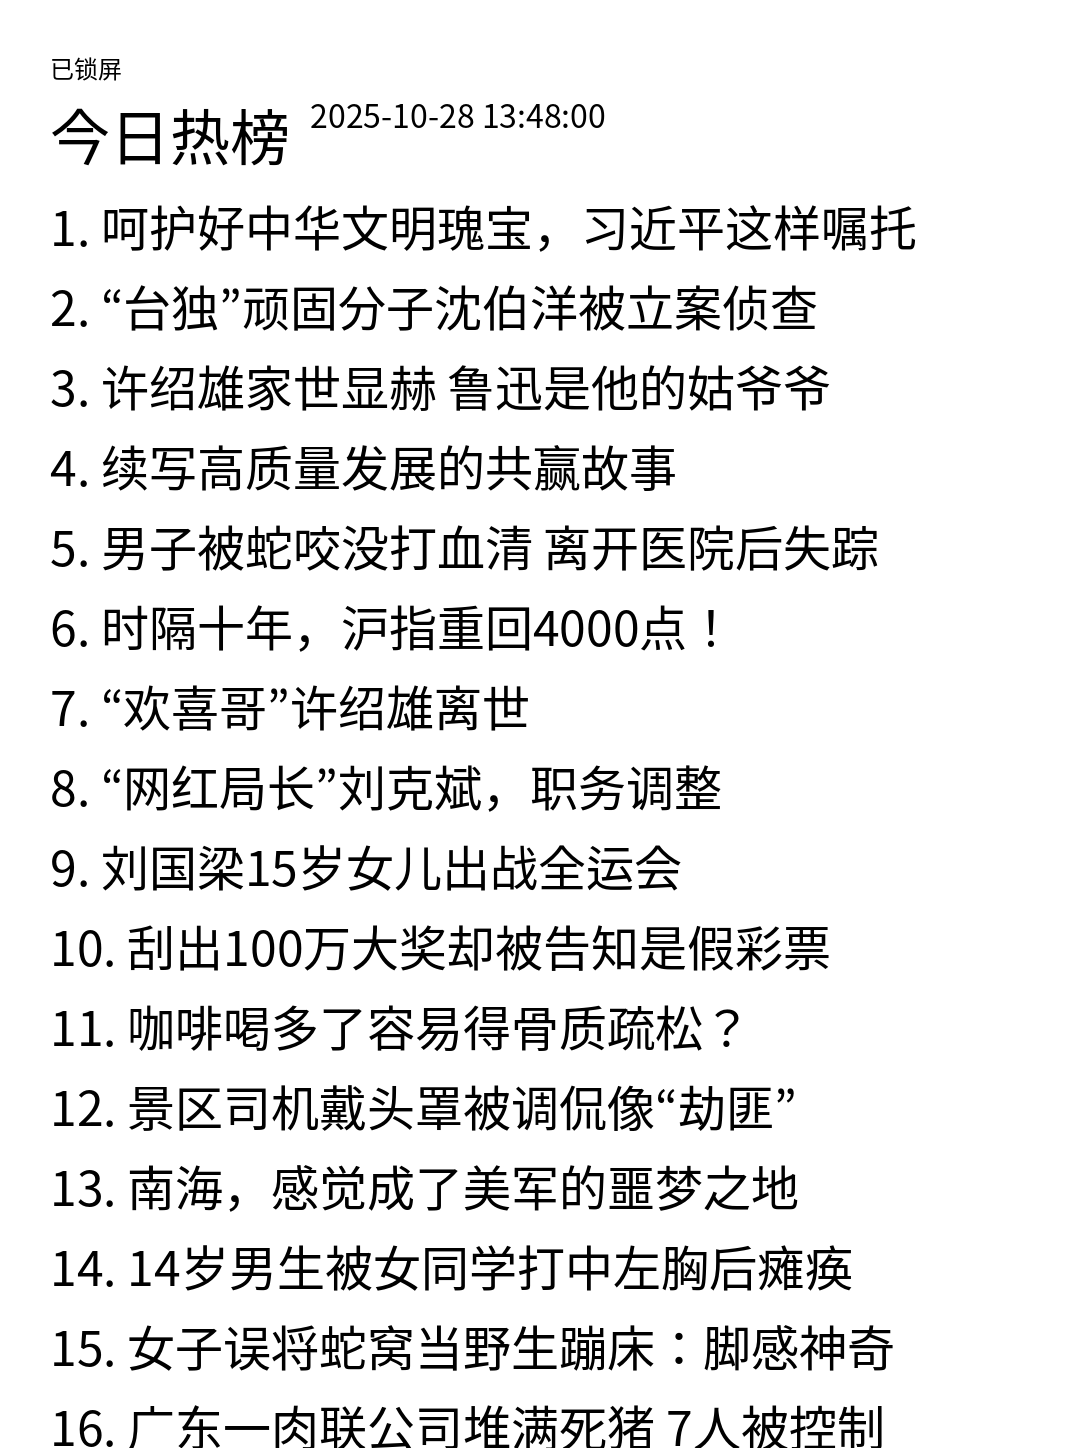 已锁屏
今日热榜 2025-10-28 13:48:00
1. 呵护好中华文明瑰宝，习近平这样嘱托
2. “台独”顽固分子沈伯洋被立案侦查
3. 许绍雄家世显赫 鲁迅是他的姑爷爷
4. 续写高质量发展的共赢故事
5. 男子被蛇咬没打血清 离开医院后失踪
6. 时隔十年，沪指重回4000点！
7. “欢喜哥”许绍雄离世
8. “网红局长”刘克斌，职务调整
9. 刘国梁15岁女儿出战全运会
10. 刮出100万大奖却被告知是假彩票
11. 咖啡喝多了容易得骨质疏松？
12. 景区司机戴头罩被调侃像“劫匪”
13. 南海，感觉成了美军的噩梦之地
14. 14岁男生被女同学打中左胸后瘫痪
15. 女子误将蛇窝当野生蹦床：脚感神奇
16. 广东一肉联公司堆满死猪 7人被控制